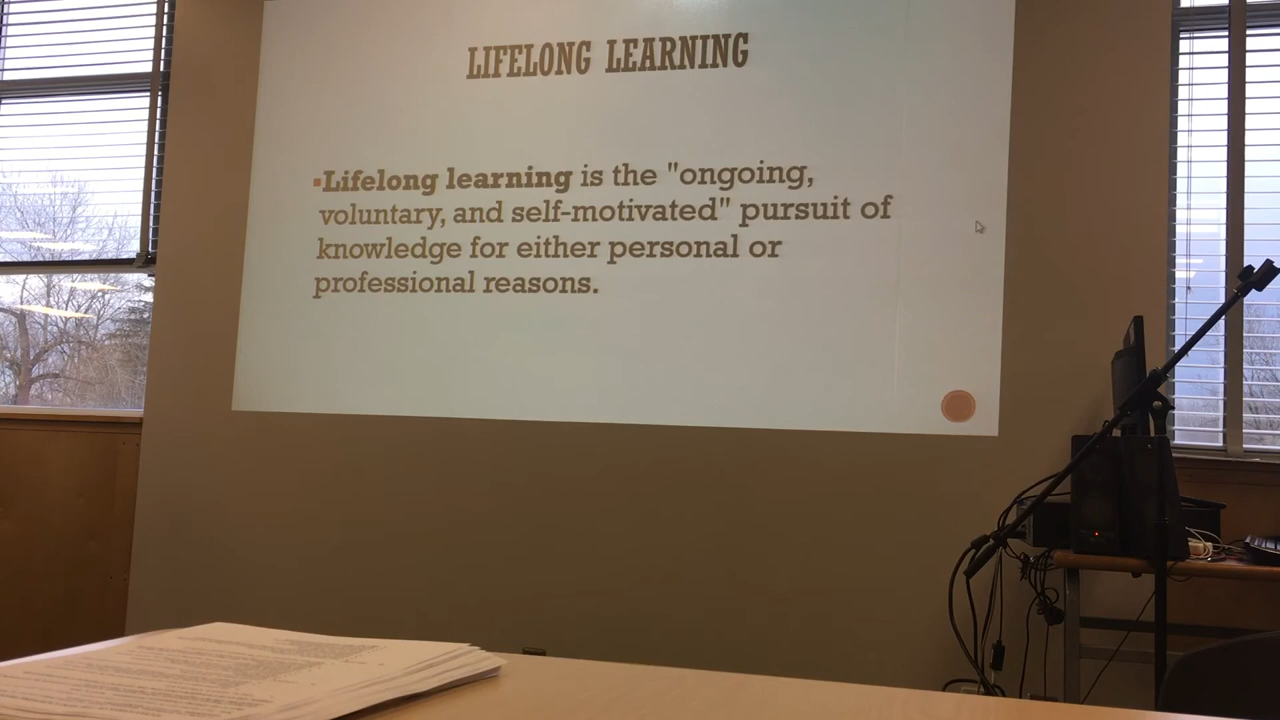 LIFELONG LEARNING
Lifelong learning is the "ongoing,
voluntary, and self-motivated" pursuit of
knowledge for either personal or
professional reasons.